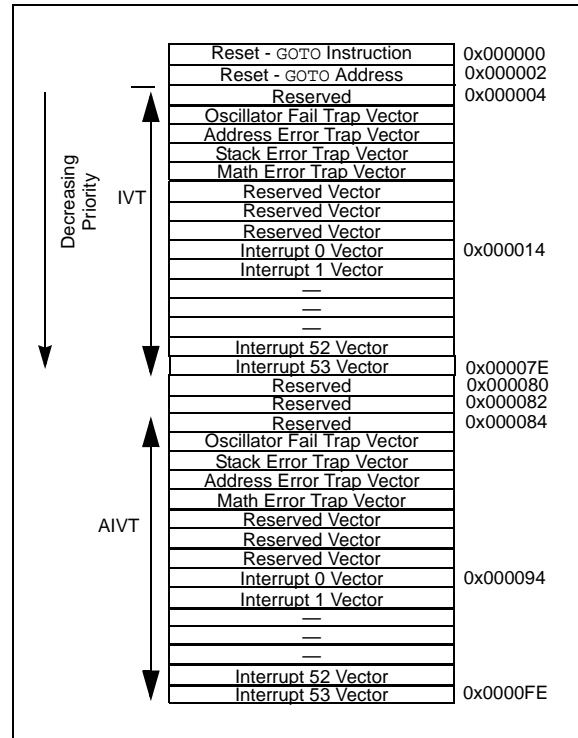 Reset - GOTO Instruction 0x000000
Reset - GOTO Address 0x000002
Reserved 0x000004
Oscillator Fail Trap Vector
Address Error Trap Vector
Stack Error Trap Vector
Math Error Trap Vector
Reserved Vector
Reserved Vector
Reserved Vector
Interrupt 0 Vector 0x000014
Interrupt 1 Vector
—
—
—
Interrupt 52 Vector
Interrupt 53 Vector 0x00007E
Reserved 0x000080
Reserved 0x000082
Reserved 0x000084
Oscillator Fail Trap Vector
Stack Error Trap Vector
Address Error Trap Vector
Math Error Trap Vector
Reserved Vector
Reserved Vector
Reserved Vector
Interrupt 0 Vector 0x000094
Interrupt 1 Vector
—
—
—
Interrupt 52 Vector
Interrupt 53 Vector 0x0000FE
Decreasing
Priority
IVT
AIVT